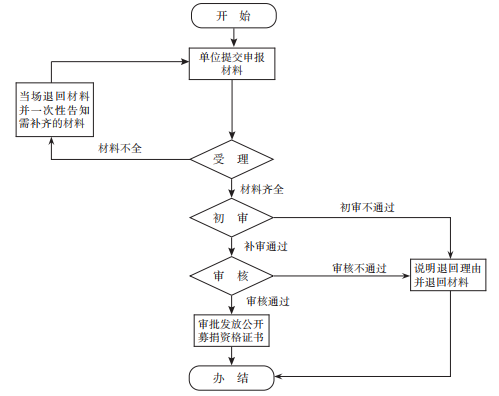 开 始
单位提交申报
材料
当场退回材料
并一次性告知
需补齐的材料
材料不全
受 理
材料齐全
初审不通过
初 审
补审通过
审核不通过
审 核
说明退回理由
并退回材料
审核通过
审批发放公开
募捐资格证书
办 结